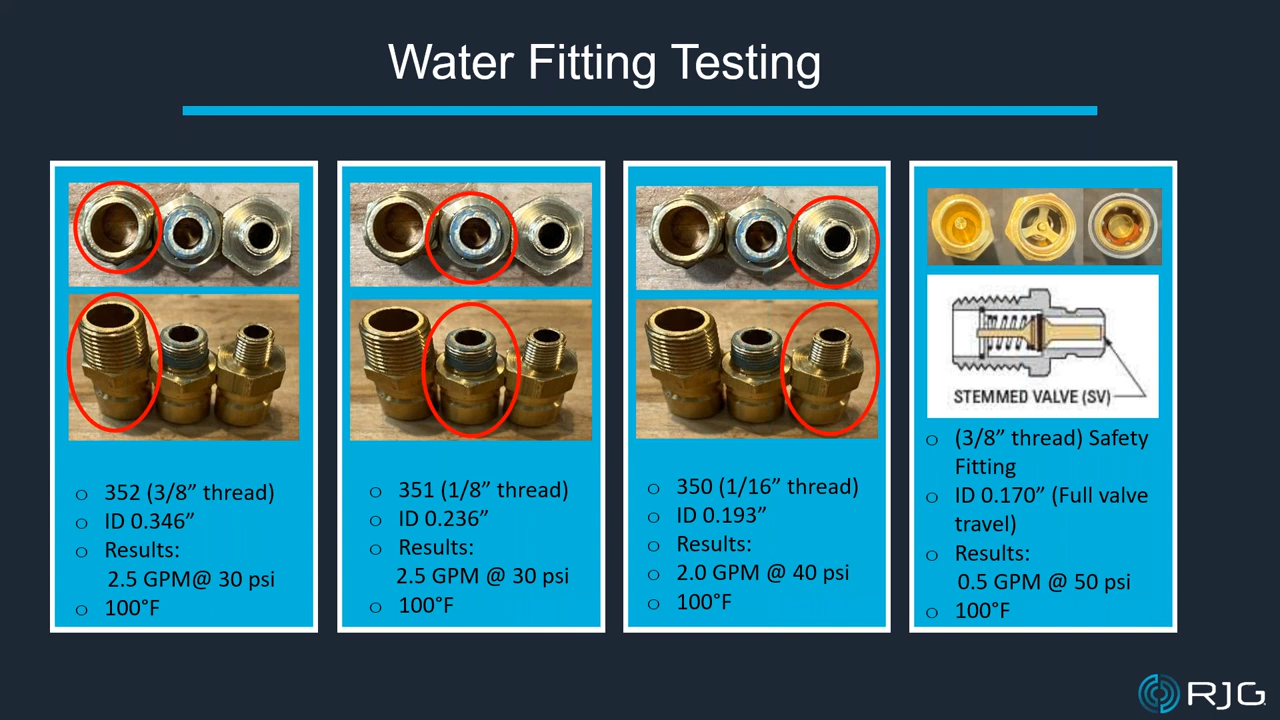 Water Fitting Testing
o 352 (3/8” thread)
o ID 0.346”
o Results:
2.5 GPM@ 30 psi
o 100°F
o 351 (1/8” thread)
o ID 0.236”
o Results:
2.5 GPM @ 30 psi
o 100°F
o 350 (1/16” thread)
o ID 0.193”
o Results:
o 2.0 GPM @ 40 psi
o 100°F
STEMMED VALVE (SV)
o (3/8” thread) Safety
Fitting
o ID 0.170” (Full valve
travel)
o Results:
0.5 GPM @ 50 psi
o 100°F
RJG